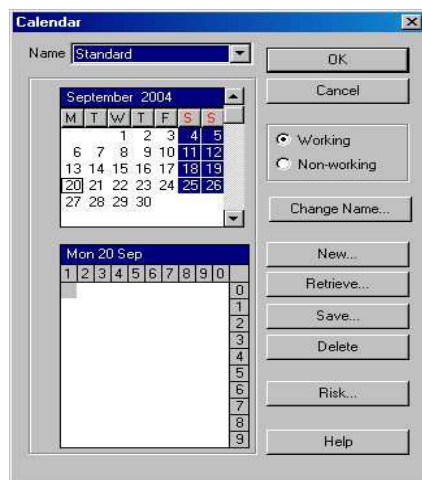 Calendar
Name Standard
OK
Cancel
September 2004
M T W T F S S
1 2 3 4 5
6 7 8 9 10 11 12
13 14 15 16 17 18 19
20 21 22 23 24 25 26
27 28 29 30
Working
Non-working
Change Name...
Mon 20 Sep
1 2 3 4 5 6 7 8 9 0
0
1
2
3
4
5
6
7
8
9
New...
Retrieve...
Save...
Delete
Risk...
Help